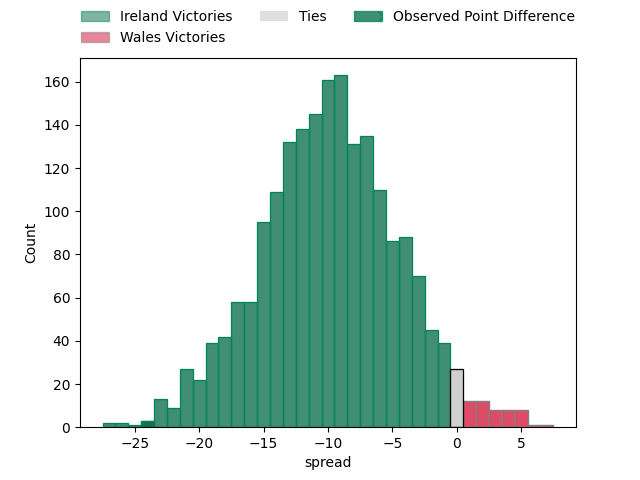 Ireland Victories Ties Observed Point Difference
Wales Victories
160
140
120
100
80
60
40
20
0
Count
−25 −20 −15 −10 −5 0 5
spread